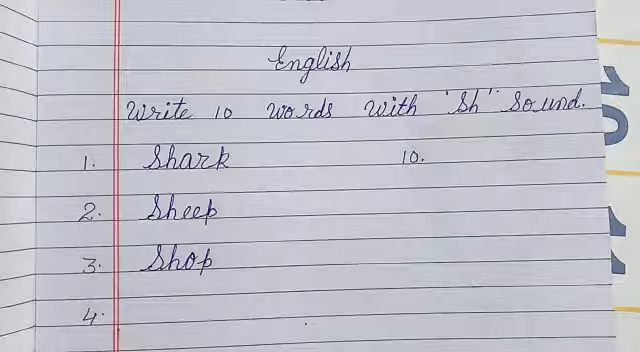 English
Write 10 words with 'Sh" Sound.
1. Shark 10.
2. Sheep
3. Shop
4.